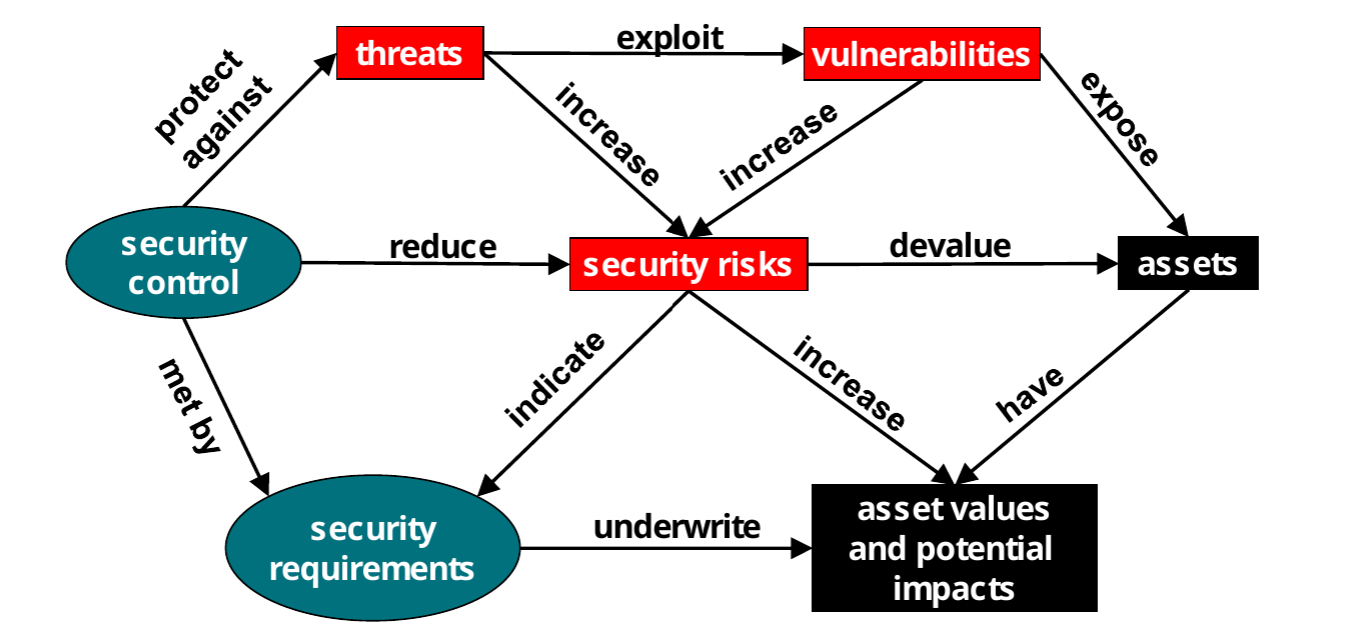 threats
exploit
vulnerabilities
protect
against
increase
increase
expose
security
control
reduce
security risks
devalue
assets
met by
indicate
increase
have
security
requirements
underwrite
asset values
and potential
impacts